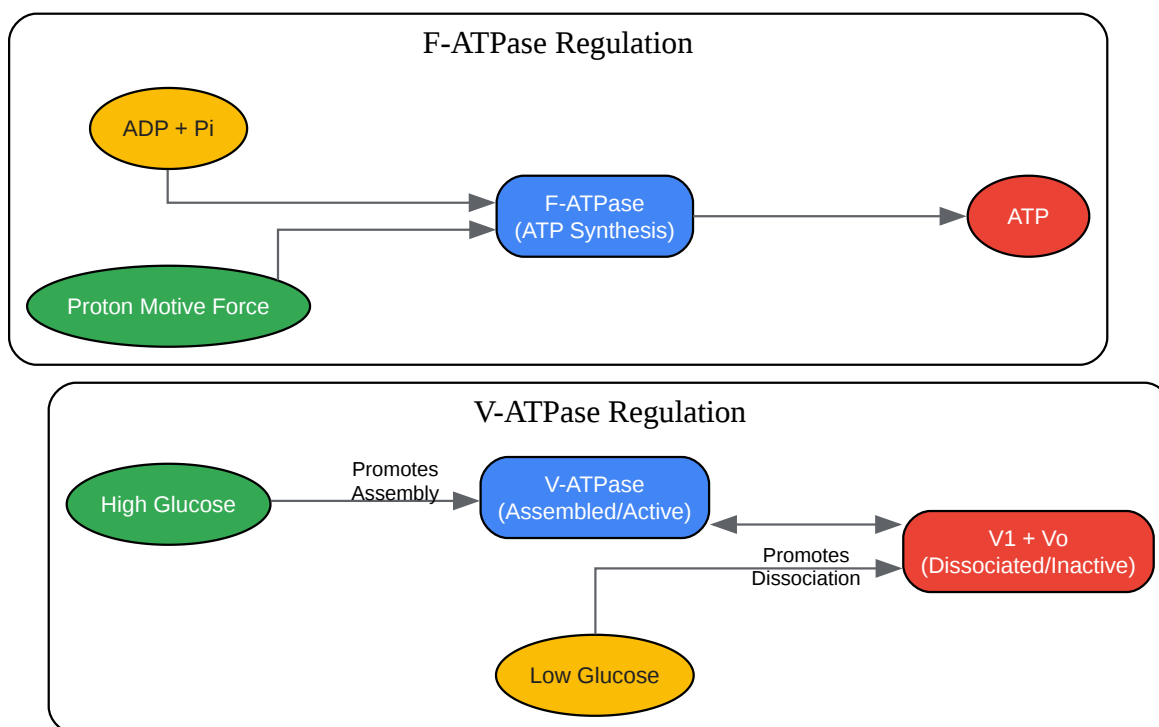 F-ATPase Regulation
ADP + Pi
F-ATPase
(ATP Synthesis)
ATP
Proton Motive Force
V-ATPase Regulation
High Glucose
Promotes
Assembly
V-ATPase
(Assembled/Active)
V1 + Vo
(Dissociated/Inactive)
Promotes
Dissociation
Low Glucose